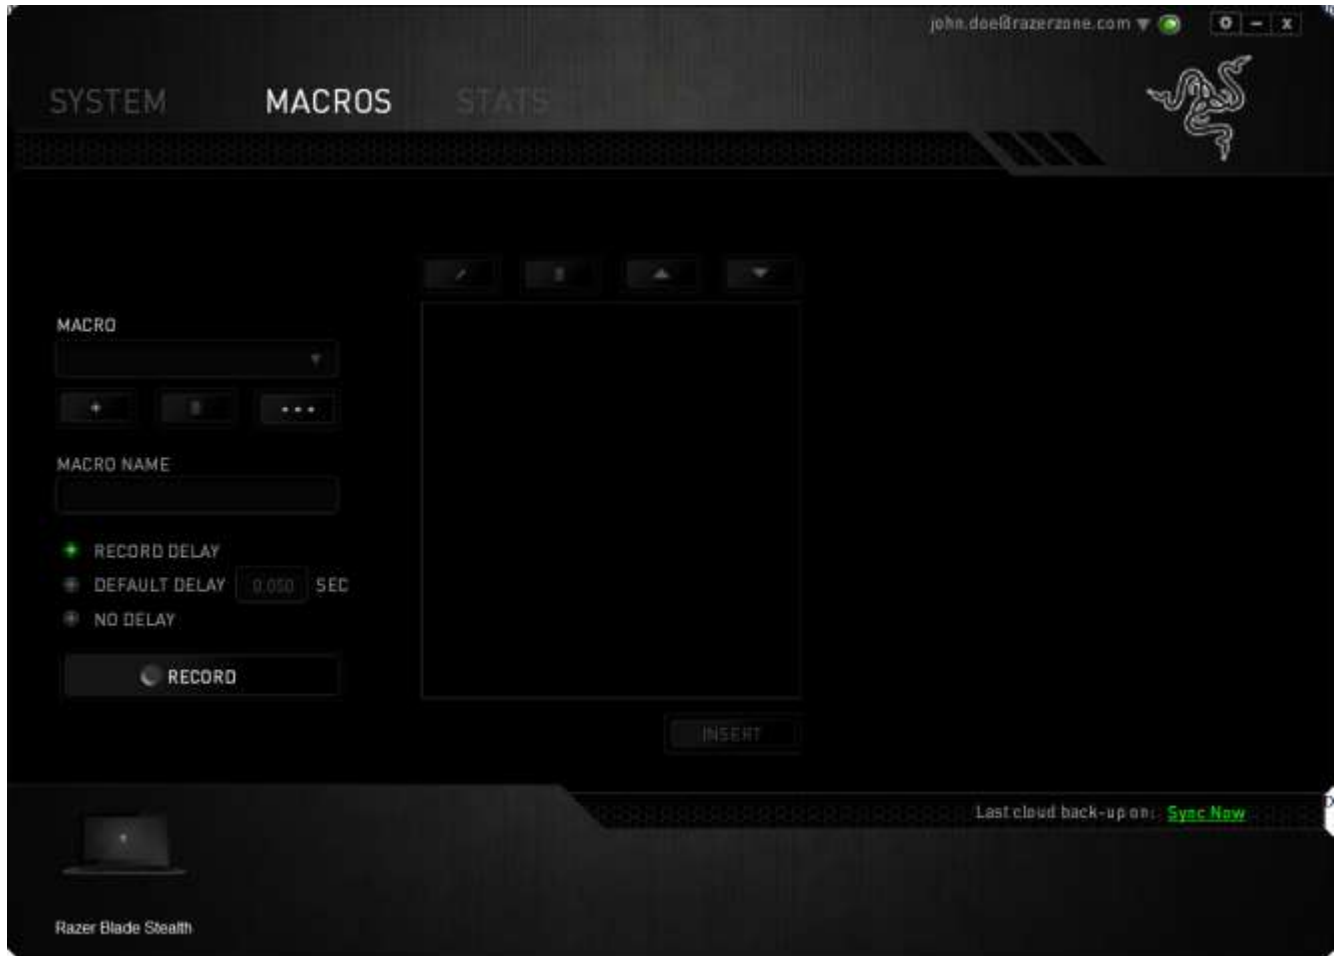 john.doe@razerzone.com
SYSTEM MACROS STATS
MACRO
MACRO NAME
RECORD DELAY
DEFAULT DELAY 0.050 SEC
NO DELAY
RECORD
INSERT
Last cloud back-up on: Sync Now
Razer Blade Stealth